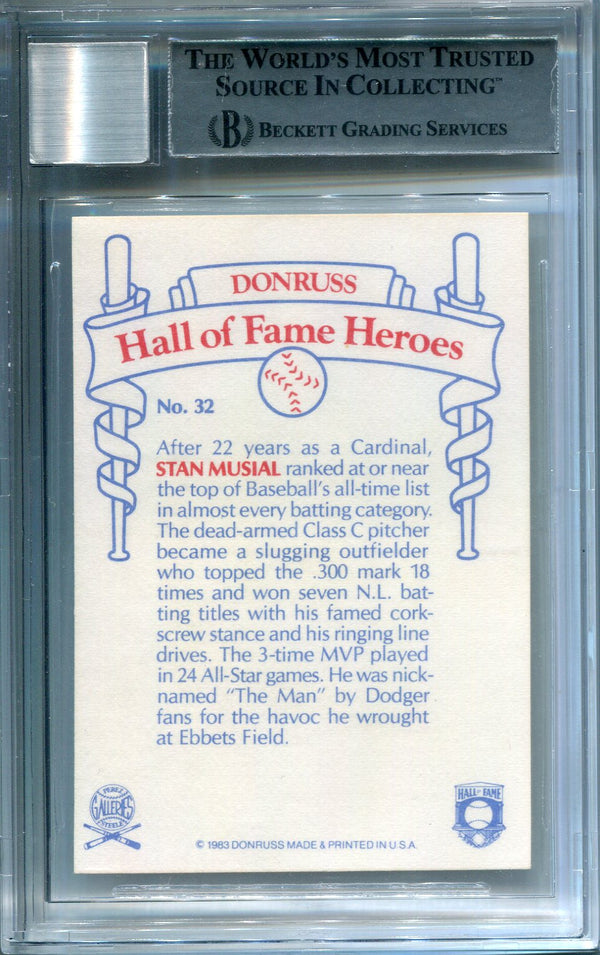 THE WORLD'S MOST TRUSTED
SOURCE IN COLLECTING™
B BECKETT GRADING SERVICES
DONRUSS
Hall of Fame Heroes
No. 32
After 22 years as a Cardinal,
STAN MUSIAL ranked at or near
the top of Baseball's all-time list
in almost every batting category.
The dead-armed Class C pitcher
became a slugging outfielder
who topped the .300 mark 18
times and won seven N.L. bat-
ting titles with his famed cork-
screw stance and his ringing line
drives. The 3-time MVP played
in 24 All-Star games. He was nick-
named "The Man" by Dodger
fans for the havoc he wrought
at Ebbets Field.
PEREZ
GALLERIES
STEELE
HALL OF FAME
© 1983 DONRUSS MADE & PRINTED IN U.S.A.